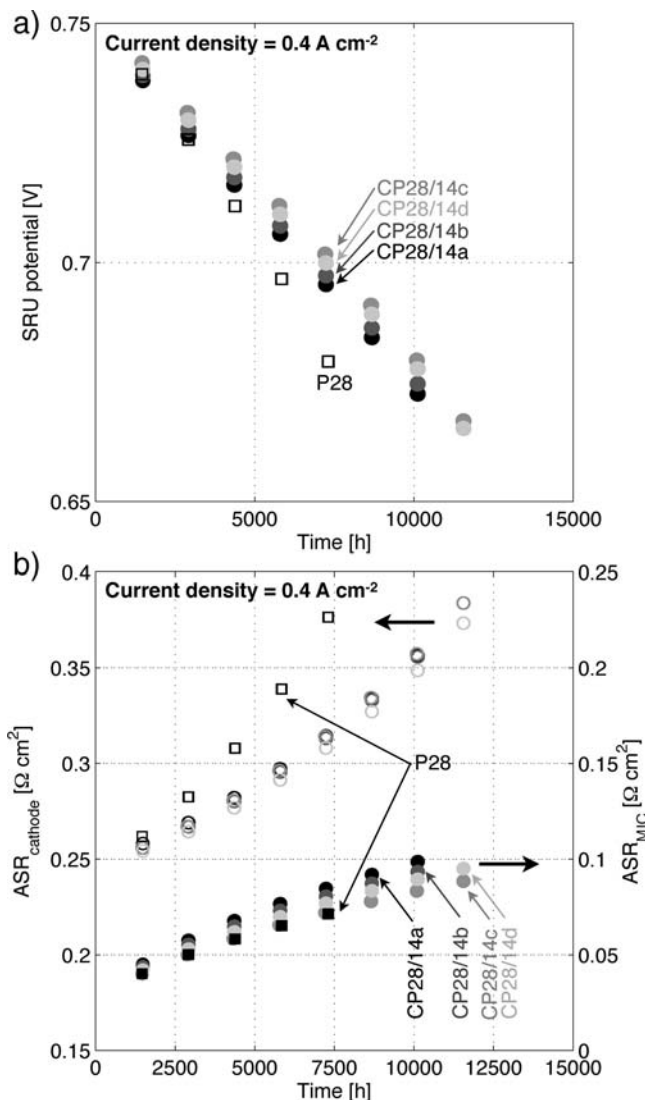 a)
Current density = 0.4 A cm-2
0.75
0.7
0.65
SRU potential [V]
CP28/14c
CP28/14d
CP28/14b
CP28/14a
P28
0
5000
10000
15000
Time [h]
b)
Current density = 0.4 A cm-2
0.4
0.35
0.3
0.25
0.2
0.15
ASRcathode [Ω cm2]
0.25
0.2
0.15
0.1
0.05
0
ASRMIC [Ω cm2]
P28
CP28/14a
CP28/14b
CP28/14c
CP28/14d
0
2500
5000
7500
10000
12500
Time [h]